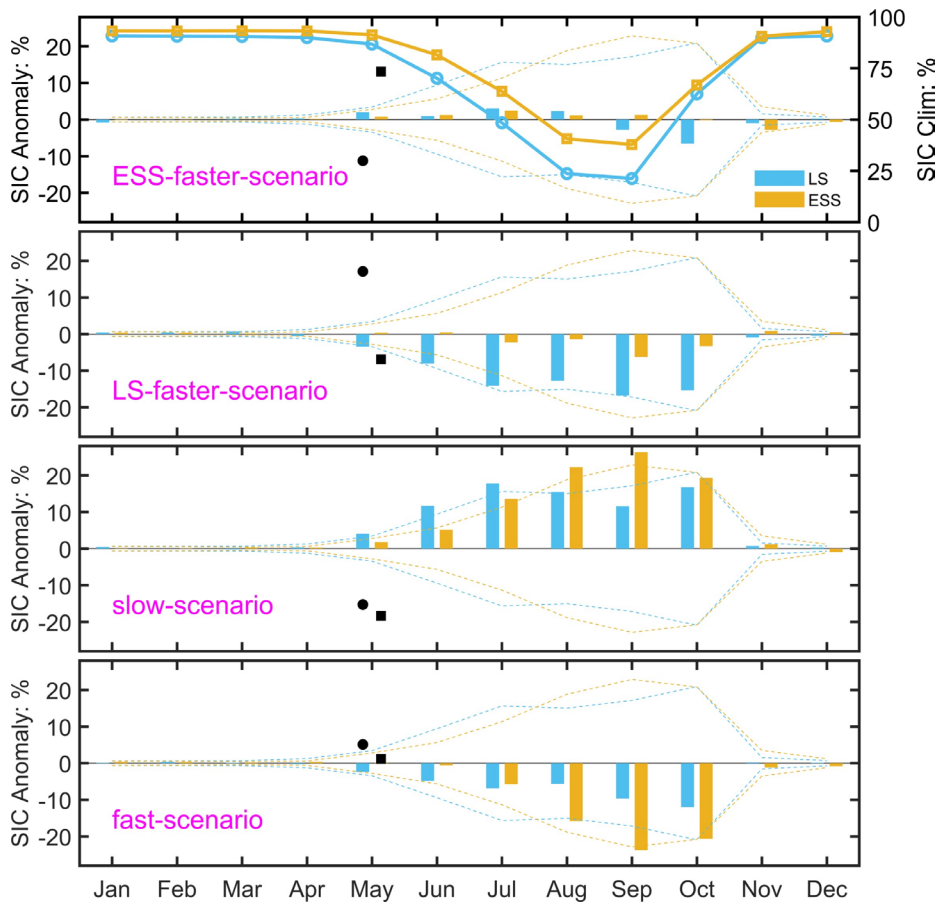 SIC Anomaly: %
20
10
0
-10
-20
ESS-faster-scenario
LS
ESS
100
75
50
25
0
SIC Clim: %
SIC Anomaly: %
20
10
0
-10
-20
LS-faster-scenario
SIC Anomaly: %
20
10
0
-10
-20
slow-scenario
SIC Anomaly: %
20
10
0
-10
-20
fast-scenario
Jan Feb Mar Apr May Jun Jul Aug Sep Oct Nov Dec